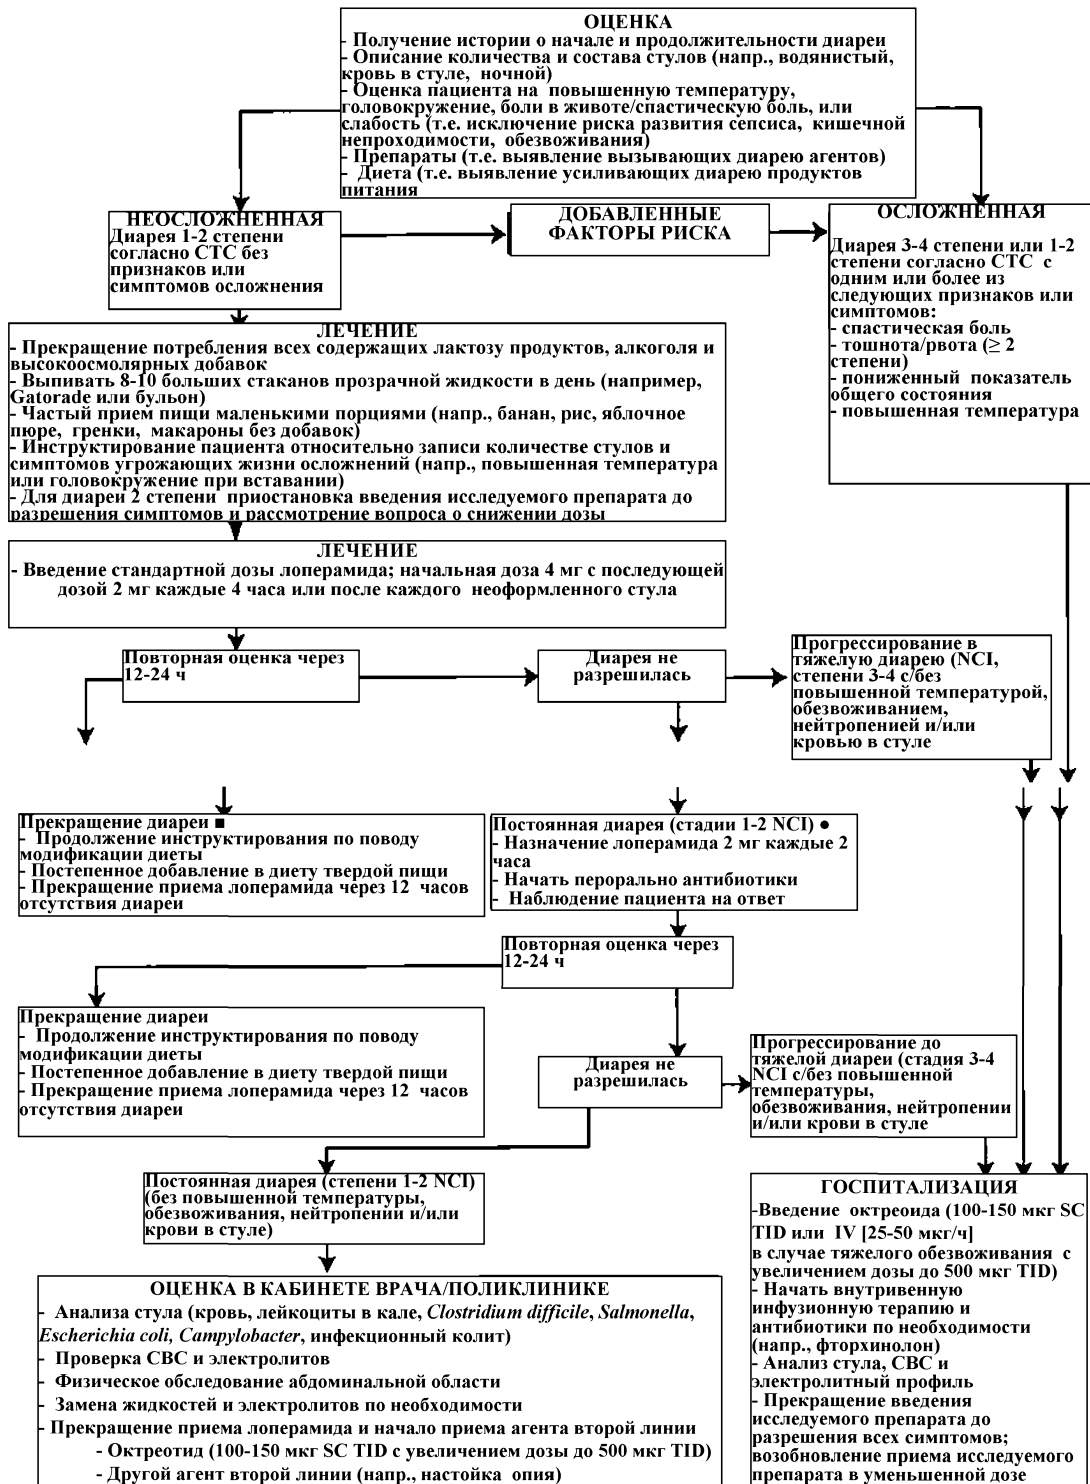 ОЦЕНКА
- Получение истории о начале и продолжительности диареи
- Описание количества и состава стулов (напр., водянистый,
кровь в стуле, ночной)
- Оценка пациента на повышенную температуру,
головокружение, боли в животе/спастическую боль, или
слабость (т.е. исключение риска развития сепсиса, кишечной
непроходимости, обезвоживания)
- Препараты (т.е. выявление вызывающих диарею агентов)
- Диета (т.е. выявление усиливающих диарею продуктов
питания
НЕОСЛОЖНЕННАЯ
Диарея 1-2 степени
согласно СТС без
признаков или
симптомов осложнения
ДОБАВЛЕННЫЕ
ФАКТОРЫ РИСКА
ОСЛОЖНЕННАЯ
Диарея 3-4 степени или 1-2
степени согласно СТС с
одним или более из
следующих признаков или
симптомов:
- спастическая боль
- тошнота/рвота (≥ 2
степени)
- пониженный показатель
общего состояния
- повышенная температура
ЛЕЧЕНИЕ
- Прекращение потребления всех содержащих лактозу продуктов, алкоголя и
высокоосмолярных добавок
- Выпивать 8-10 больших стаканов прозрачной жидкости в день (например,
Gatorade или бульон)
- Частый прием пищи маленькими порциями (напр., банан, рис, яблочное
пюре, гренки, макароны без добавок)
- Инструктирование пациента относительно записи количестве стулов и
симптомов угрожающих жизни осложнений (напр., повышенная температура
или головокружение при вставании)
- Для диареи 2 степени приостановка введения исследуемого препарата до
разрешения симптомов и рассмотрение вопроса о снижении дозы
ЛЕЧЕНИЕ
- Введение стандартной дозы лоперамида; начальная доза 4 мг с последующей
дозой 2 мг каждые 4 часа или после каждого неоформленного стула
Повторная оценка через
12-24 ч
Диарея не
разрешилась
Прогрессирование в
тяжелую диарею (NCI,
степени 3-4 с/без
повышенной температурой,
обезвоживанием,
нейтропенией и/или
кровью в стуле
Прекращение диареи ■
- Продолжение инструктирования по поводу
модификации диеты
- Постепенное добавление в диету твердой пищи
- Прекращение приема лоперамида через 12 часов
отсутствия диареи
Постоянная диарея (стадии 1-2 NCI) ●
- Назначение лоперамида 2 мг каждые 2
часа
- Начать перорально антибиотики
- Наблюдение пациента на ответ
Повторная оценка через
12-24 ч
Прекращение диареи
- Продолжение инструктирования по поводу
модификации диеты
- Постепенное добавление в диету твердой пищи
- Прекращение приема лоперамида через 12 часов
отсутствия диареи
Диарея не
разрешилась
Прогрессирование до
тяжелой диареи (стадия 3-4
NCI с/без повышенной
температуры,
обезвоживания, нейтропении
и/или крови в стуле
Постоянная диарея (степени 1-2 NCI)
(без повышенной температуры,
обезвоживания, нейтропении и/или
крови в стуле)
ГОСПИТАЛИЗАЦИЯ
-Введение октреоида (100-150 мкг SC
TID или IV [25-50 мкг/ч]
в случае тяжелого обезвоживания с
увеличением дозы до 500 мкг TID)
- Начать внутривенную
инфузионную терапию и
антибиотики по необходимости
(напр., фторхинолон)
- Анализ стула, СВС и
электролитный профиль
- Прекращение введения
исследуемого препарата до
разрешения всех симптомов;
возобновление приема исследуемого
препарата в уменьшенной дозе
ОЦЕНКА В КАБИНЕТЕ ВРАЧА/ПОЛИКЛИНИКЕ
- Анализа стула (кровь, лейкоциты в кале, Clostridium difficile, Salmonella,
Escherichia coli, Campylobacter, инфекционный колит)
- Проверка СВС и электролитов
- Физическое обследование абдоминальной области
- Замена жидкостей и электролитов по необходимости
- Прекращение приема лоперамида и начало приема агента второй линии
- Октреотид (100-150 мкг SC TID с увеличением дозы до 500 мкг TID)
- Другой агент второй линии (напр., настойка опия)